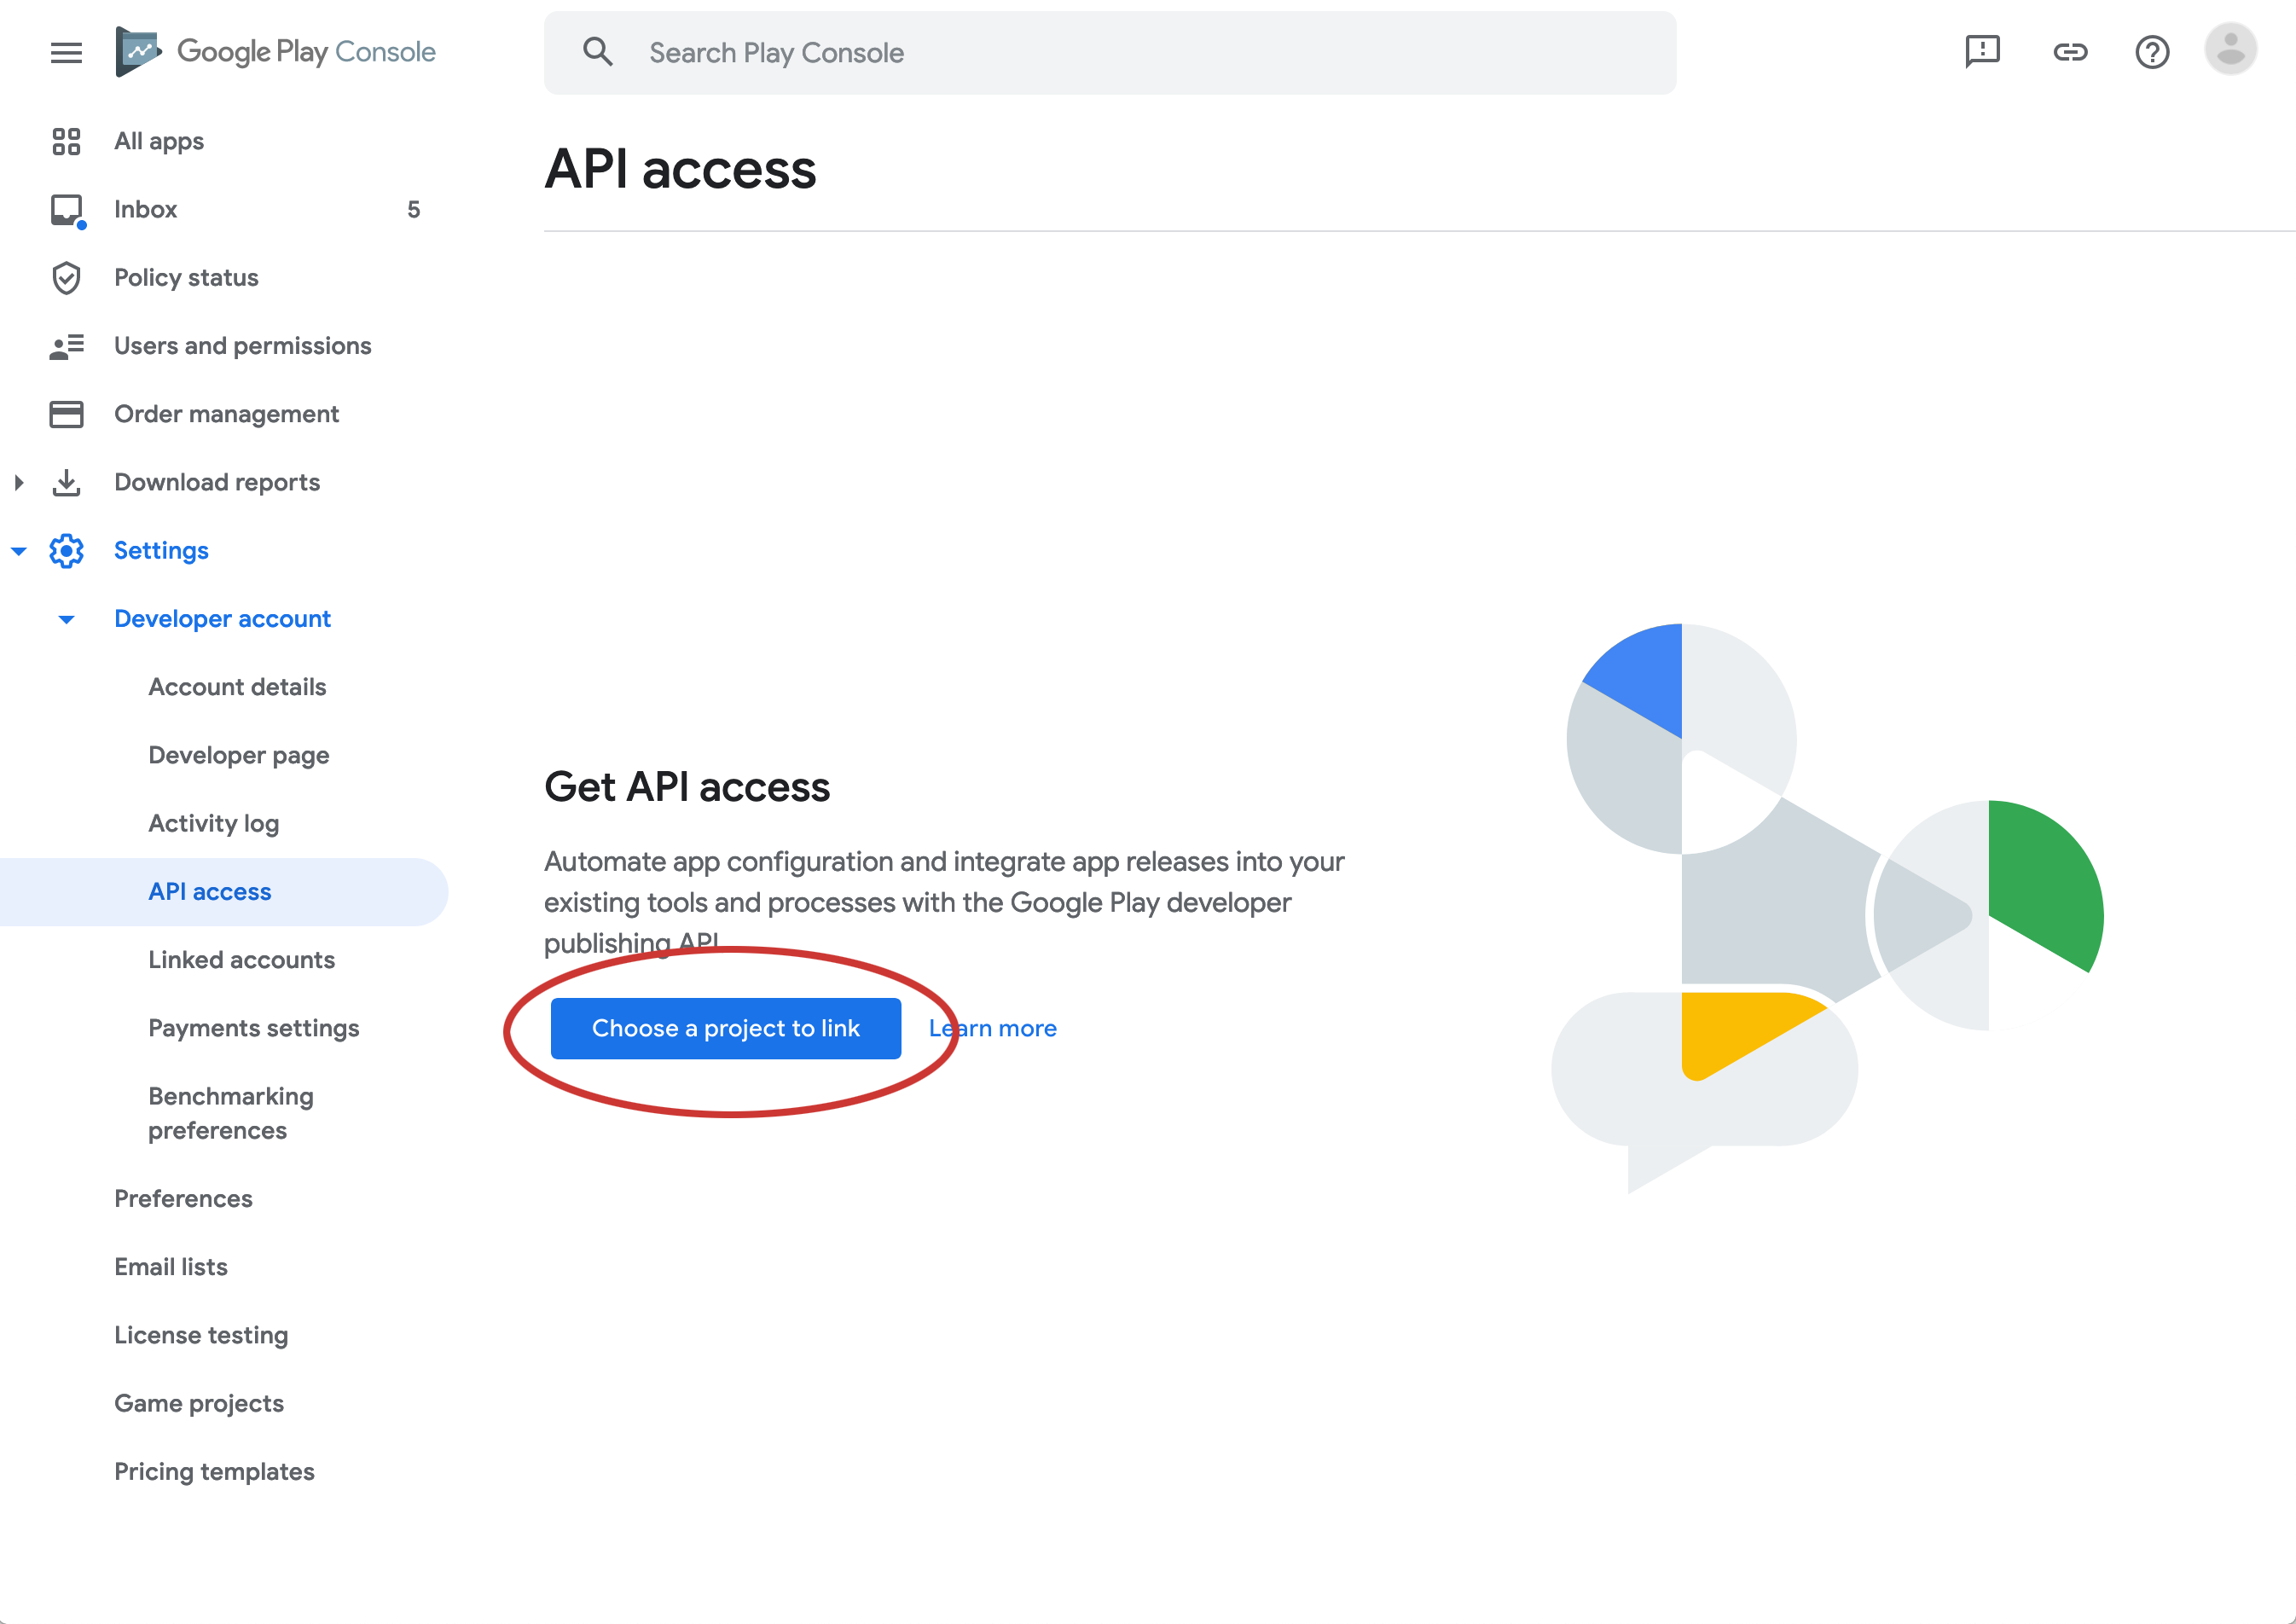 Google Play Console
Search Play Console
All apps
Inbox 5
Policy status
Users and permissions
Order management
Download reports
Settings
Developer account
Account details
Developer page
Activity log
API access
Linked accounts
Payments settings
Benchmarking
preferences
Preferences
Email lists
License testing
Game projects
Pricing templates
API access
Get API access
Automate app configuration and integrate app releases into your
existing tools and processes with the Google Play developer
publishing API
Choose a project to link
Learn more